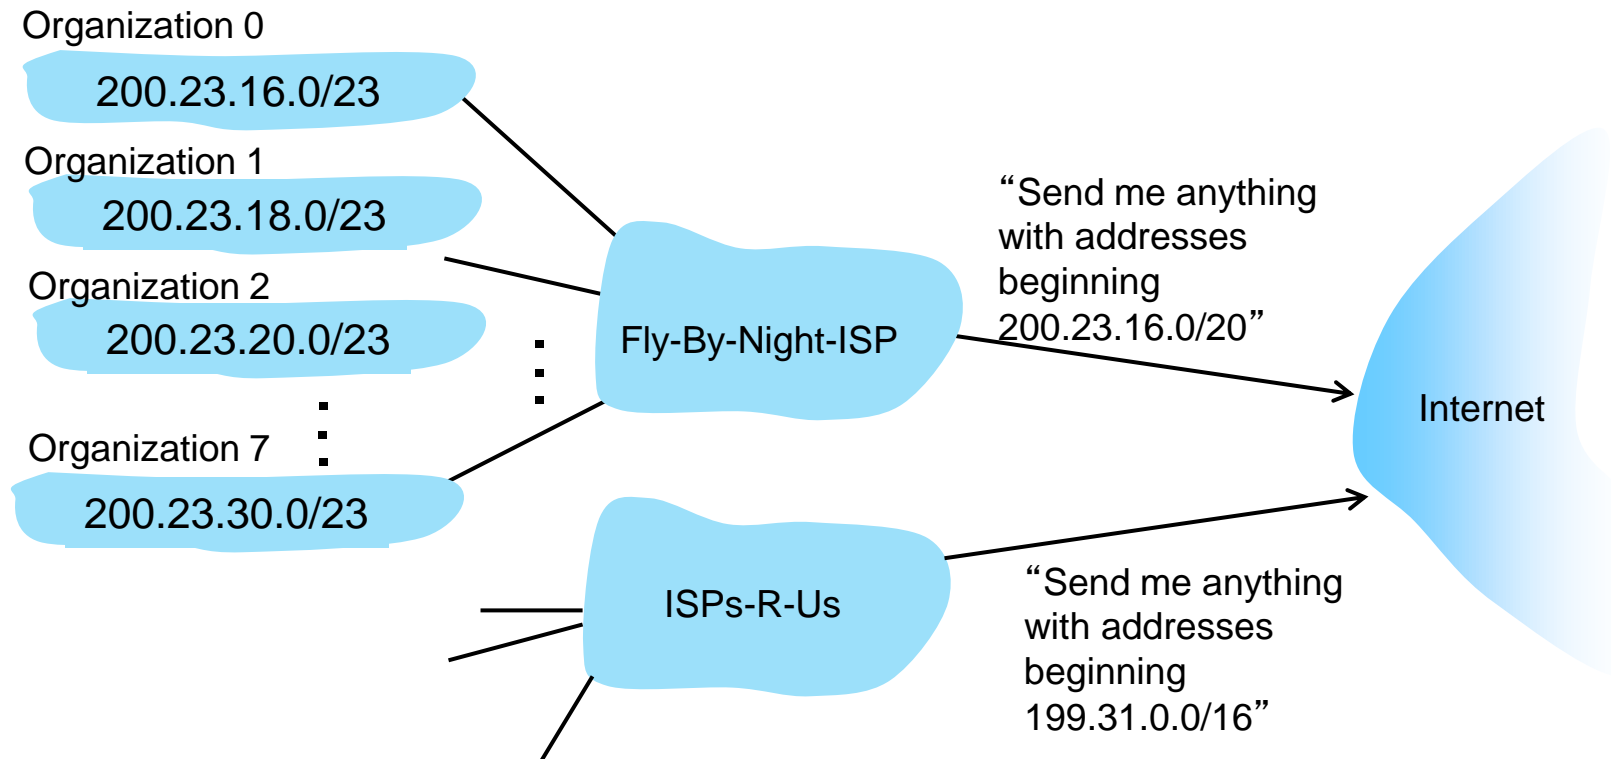 Organization 0
200.23.16.0/23
Organization 1
200.23.18.0/23
Organization 2
200.23.20.0/23
Organization 7
200.23.30.0/23
Fly-By-Night-ISP
“Send me anything
with addresses
beginning
200.23.16.0/20”
Internet
ISPs-R-Us
“Send me anything
with addresses
beginning
199.31.0.0/16”